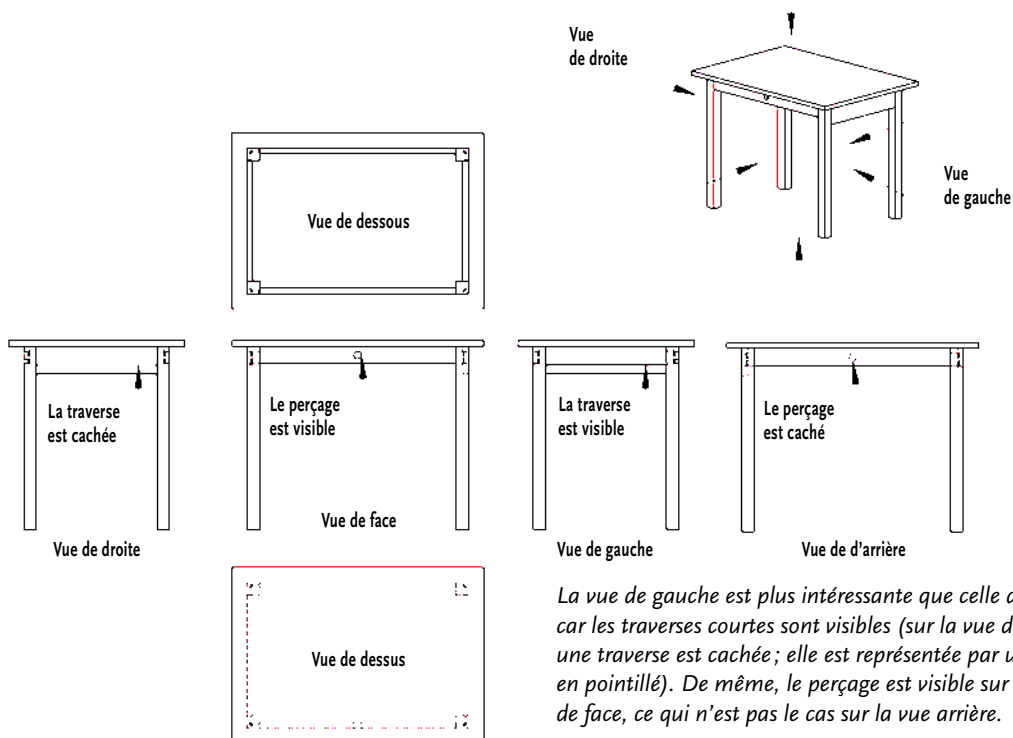 Vue
de droite
Vue
de gauche
Vue de dessous
La traverse
est cachée
Le perçage
est visible
La traverse
est visible
Le perçage
est caché
Vue de droite
Vue de face
Vue de gauche
Vue de d’arrière
Vue de dessus
La vue de gauche est plus intéressante que celle
car les traverses courtes sont visibles (sur la vue
une traverse est cachée ; elle est représentée par
en pointillé). De même, le perçage est visible sur
de face, ce qui n’est pas le cas sur la vue arrière.